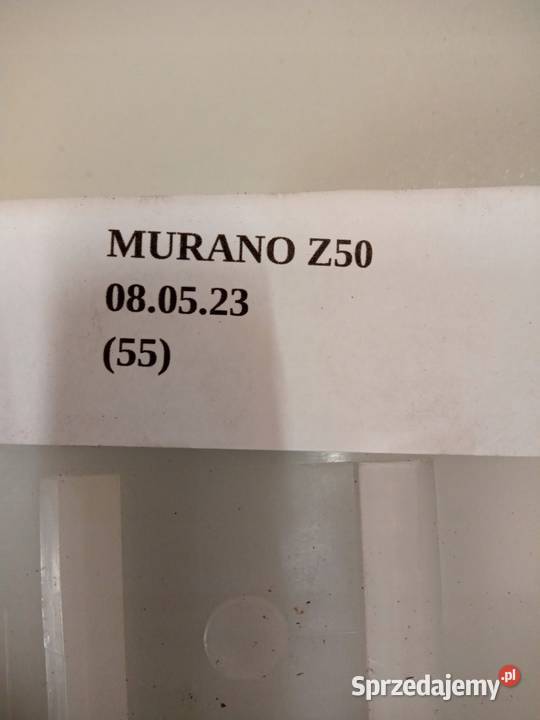 MURANO Z50
08.05.23
(55)
Sprzedajemy.pl